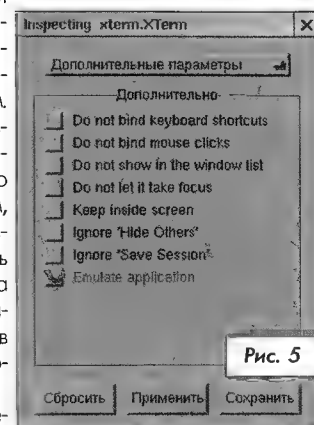 Inspecting xterm.XTerm
Дополнительные параметры
Дополнительно
Do not bind keyboard shortcuts
Do not bind mouse clicks
Do not show in the window list
Do not let it take focus
Keep inside screen
Ignore 'Hide Others'
Ignore 'Save Session'
Emulate application
Рис. 5
Сбросить Применить Сохранить